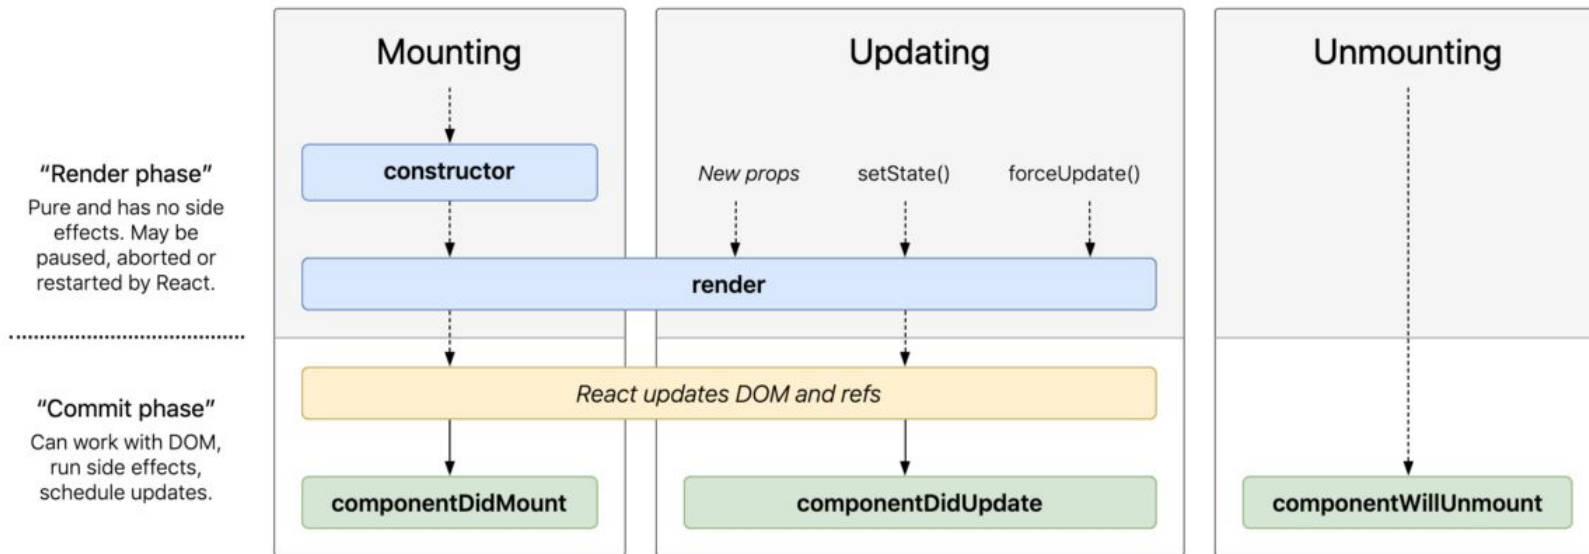 Mounting
Updating
Unmounting
“Render phase”
Pure and has no side
effects. May be
paused, aborted or
restarted by React.
constructor
New props
setState()
forceUpdate()
render
“Commit phase”
Can work with DOM,
run side effects,
schedule updates.
React updates DOM and refs
componentDidMount
componentDidUpdate
componentWillUnmount